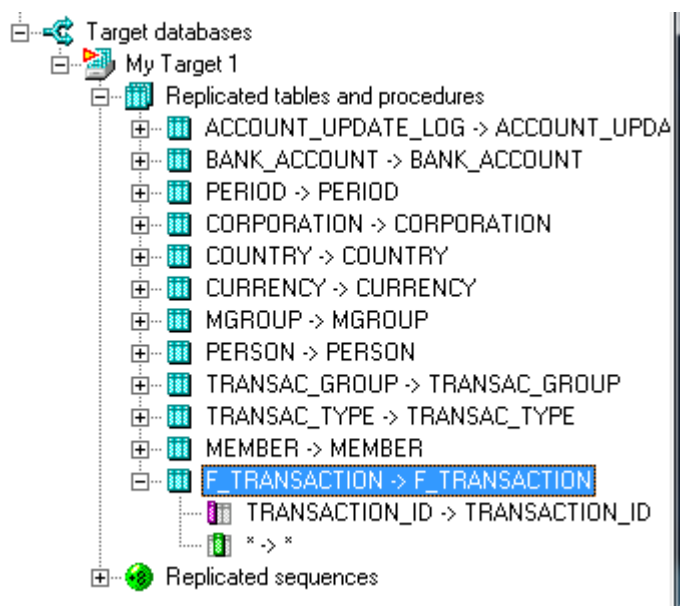 Target databases
My Target 1
Replicated tables and procedures
ACCOUNT_UPDATE_LOG -> ACCOUNT_UPDA
BANK_ACCOUNT -> BANK_ACCOUNT
PERIOD -> PERIOD
CORPORATION -> CORPORATION
COUNTRY -> COUNTRY
CURRENCY -> CURRENCY
MGROUP -> MGROUP
PERSON -> PERSON
TRANSAC_GROUP -> TRANSAC_GROUP
TRANSAC_TYPE -> TRANSAC_TYPE
MEMBER -> MEMBER
F_TRANSACTION -> F_TRANSACTION
TRANSACTION_ID -> TRANSACTION_ID
* -> *
Replicated sequences